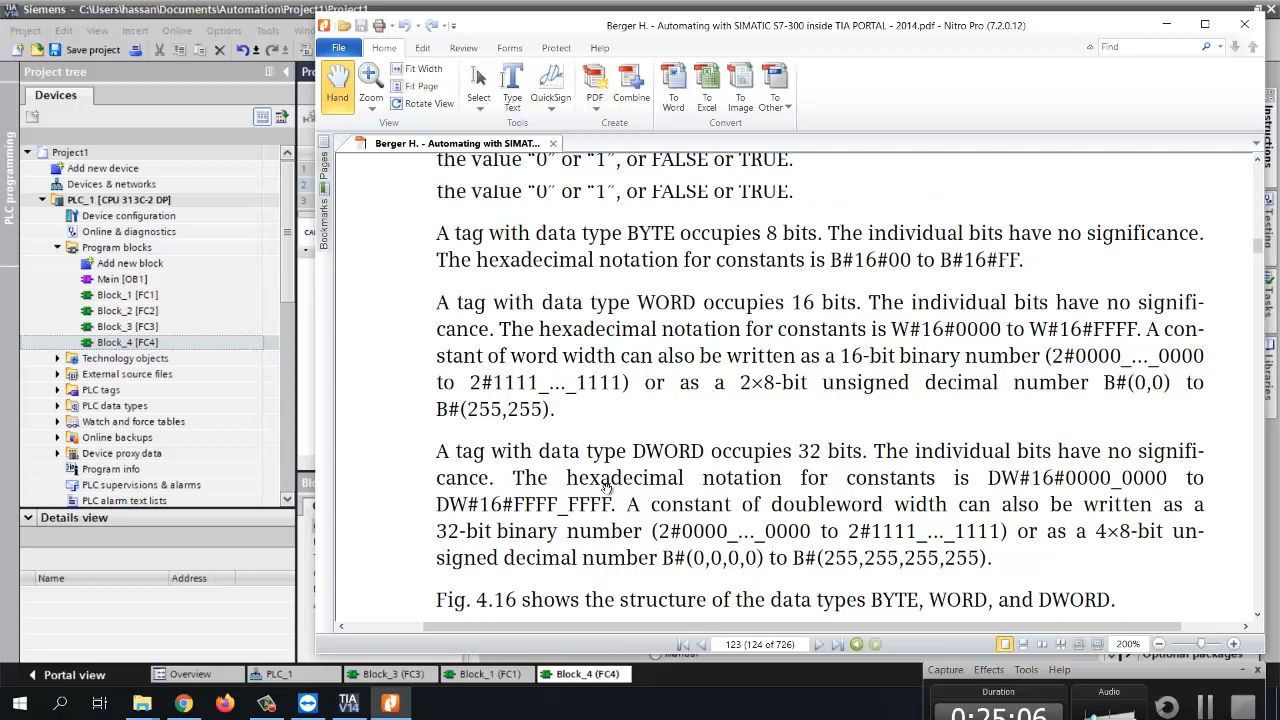 Siemens - C:\Users\hassan\Documents\Automation\Project1\Project1
Project Edit View Insert Online Options Tools
Save project
Project tree
Devices
PLC programming
Project1
Add new device
Devices & networks
PLC_1 [CPU 313C-2 DP]
Device configuration
Online & diagnostics
Program blocks
Add new block
Main [OB1]
Block_1 [FC1]
Block_2 [FC2]
Block_3 [FC3]
Block_4 [FC4]
Technology objects
External source files
PLC tags
PLC data types
Watch and force tables
Online backups
Device proxy data
Program info
PLC supervisions & alarms
PLC alarm text lists
Details view
Name Address
Berger H. - Automating with SIMATIC S7-300 inside TIA PORTAL - 2014.pdf - Nitro Pro (7.2.0.12)
File Home Edit Review Forms Protect Help
Find
Hand Zoom Fit Width Fit Page Rotate View
Select Type Text QuickSign
PDF Combine
To Word To Excel To Image To Other
View Tools Create Convert
Berger H. - Automating with SIMAT...
Pages
Bookmarks
the value “0” or “1”, or FALSE or TRUE.
the value “0” or “1”, or FALSE or TRUE.
A tag with data type BYTE occupies 8 bits. The individual bits have no significance.
The hexadecimal notation for constants is B#16#00 to B#16#FF.
A tag with data type WORD occupies 16 bits. The individual bits have no signifi-
cance. The hexadecimal notation for constants is W#16#0000 to W#16#FFFF. A con-
stant of word width can also be written as a 16-bit binary number (2#0000_..._0000
to 2#1111_..._1111) or as a 2×8-bit unsigned decimal number B#(0,0) to
B#(255,255).
A tag with data type DWORD occupies 32 bits. The individual bits have no signifi-
cance. The hexadecimal notation for constants is DW#16#0000_0000 to
DW#16#FFFF_FFFF. A constant of doubleword width can also be written as a
32-bit binary number (2#0000_..._0000 to 2#1111_..._1111) or as a 4×8-bit un-
signed decimal number B#(0,0,0,0) to B#(255,255,255,255).
Fig. 4.16 shows the structure of the data types BYTE, WORD, and DWORD.
123 (124 of 726)
200%
Tasks
Libraries
Portal view
Overview
PLC_1
Block_3 (FC3)
Block_1 (FC1)
Block_4 (FC4)
Capture Effects Tools Help
Duration
0:25:06
Audio
TIA
V14